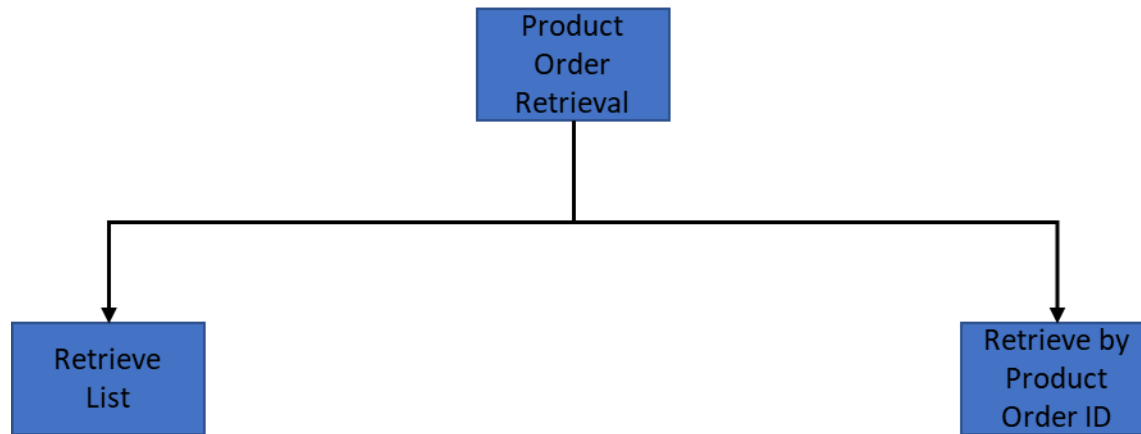 Product
Order
Retrieval
Retrieve
List
Retrieve by
Product
Order ID